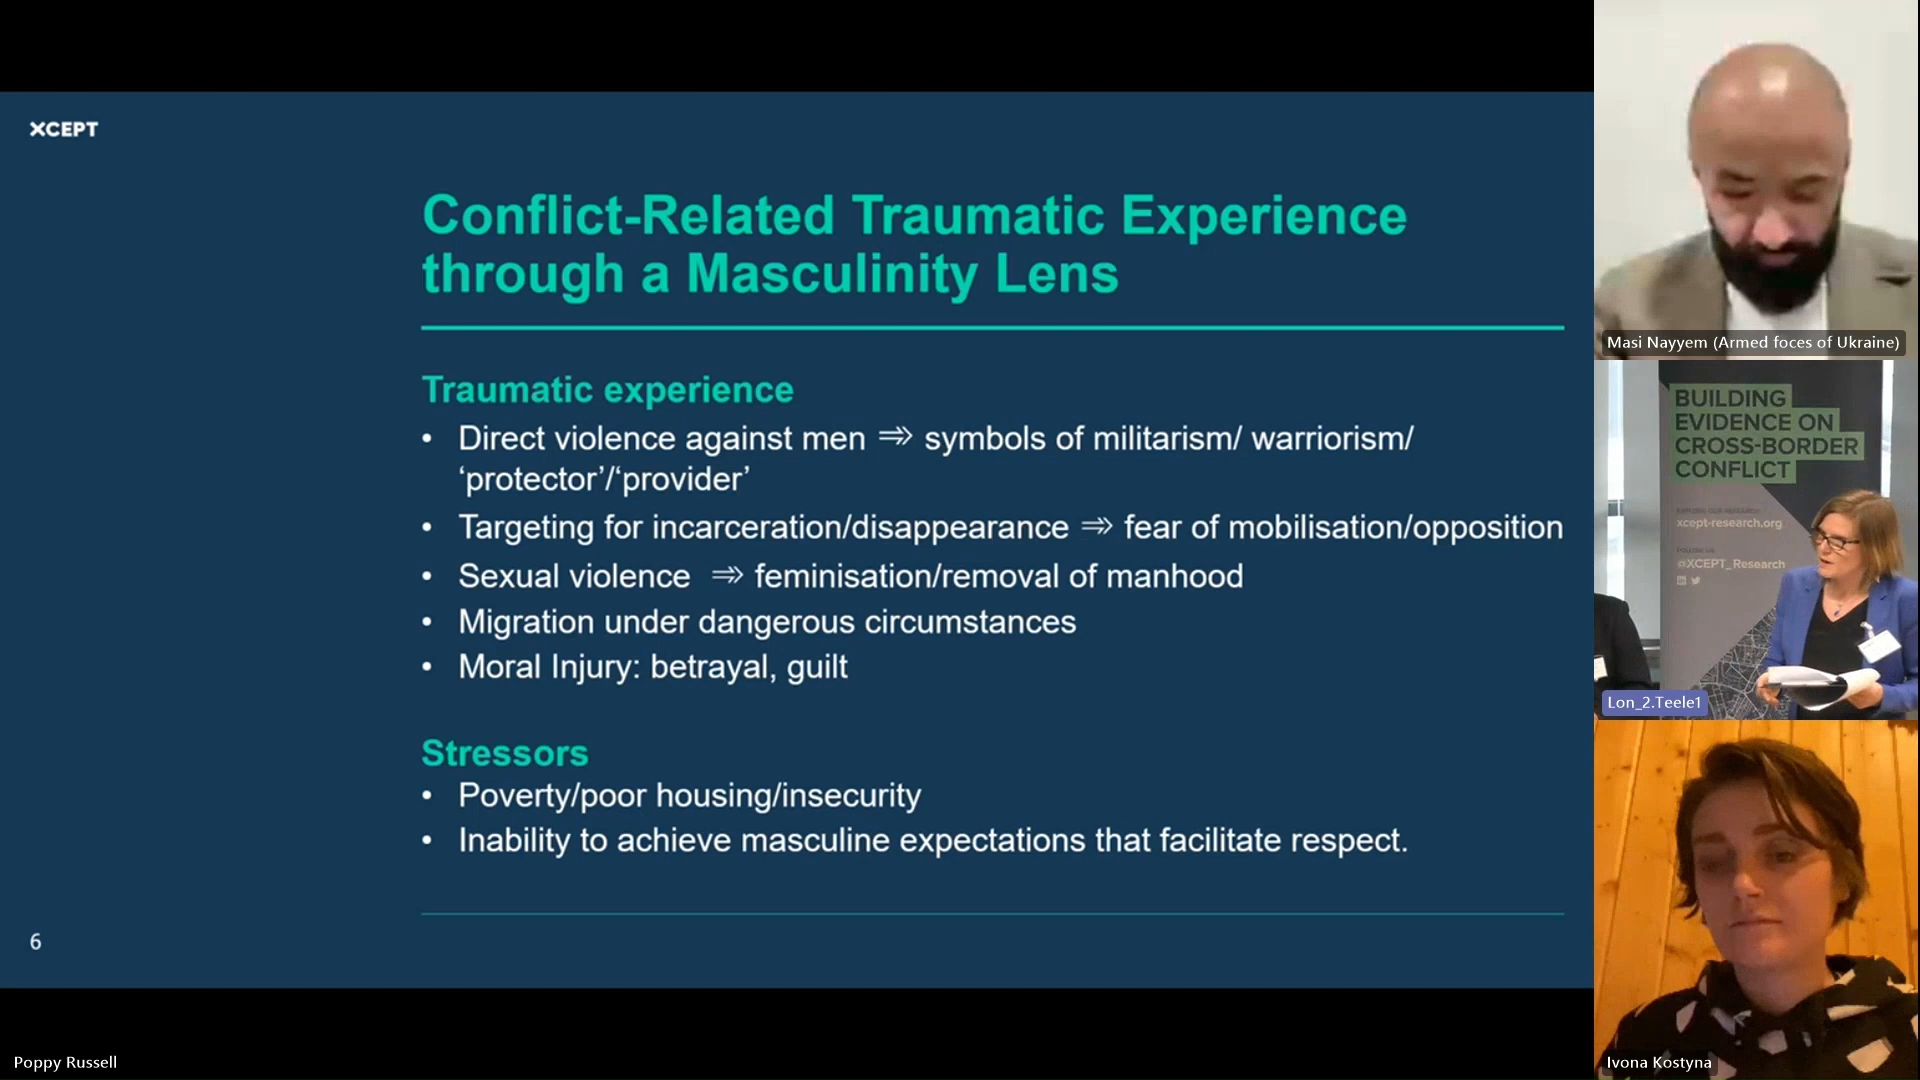 XCEPT
Conflict-Related Traumatic Experience
through a Masculinity Lens
Traumatic experience
• Direct violence against men ⇒ symbols of militarism/ warriorism/
‘protector’/‘provider’
• Targeting for incarceration/disappearance ⇒ fear of mobilisation/opposition
• Sexual violence ⇒ feminisation/removal of manhood
• Migration under dangerous circumstances
• Moral Injury: betrayal, guilt
Stressors
• Poverty/poor housing/insecurity
• Inability to achieve masculine expectations that facilitate respect.
6
Poppy Russell
Masi Nayyem (Armed foces of Ukraine)
BUILDING
EVIDENCE ON
CROSS-BORDER
CONFLICT
xcept-research.org
@XCEPT_Research
Lon_2.Teele1
Ivona Kostyna